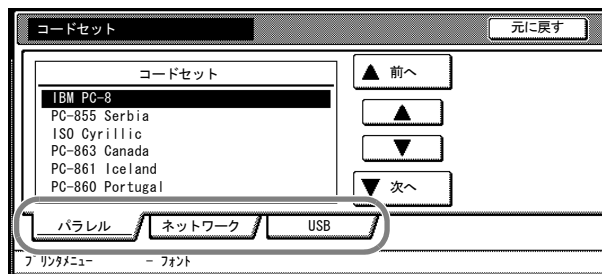 コードセット
元に戻す
コードセット
IBM PC-8
PC-855 Serbia
ISO Cyrillic
PC-863 Canada
PC-861 Iceland
PC-860 Portugal
▲ 前へ
▲
▼
▼ 次へ
パラレル
ネットワーク
USB
プリンタメニュー - フォント